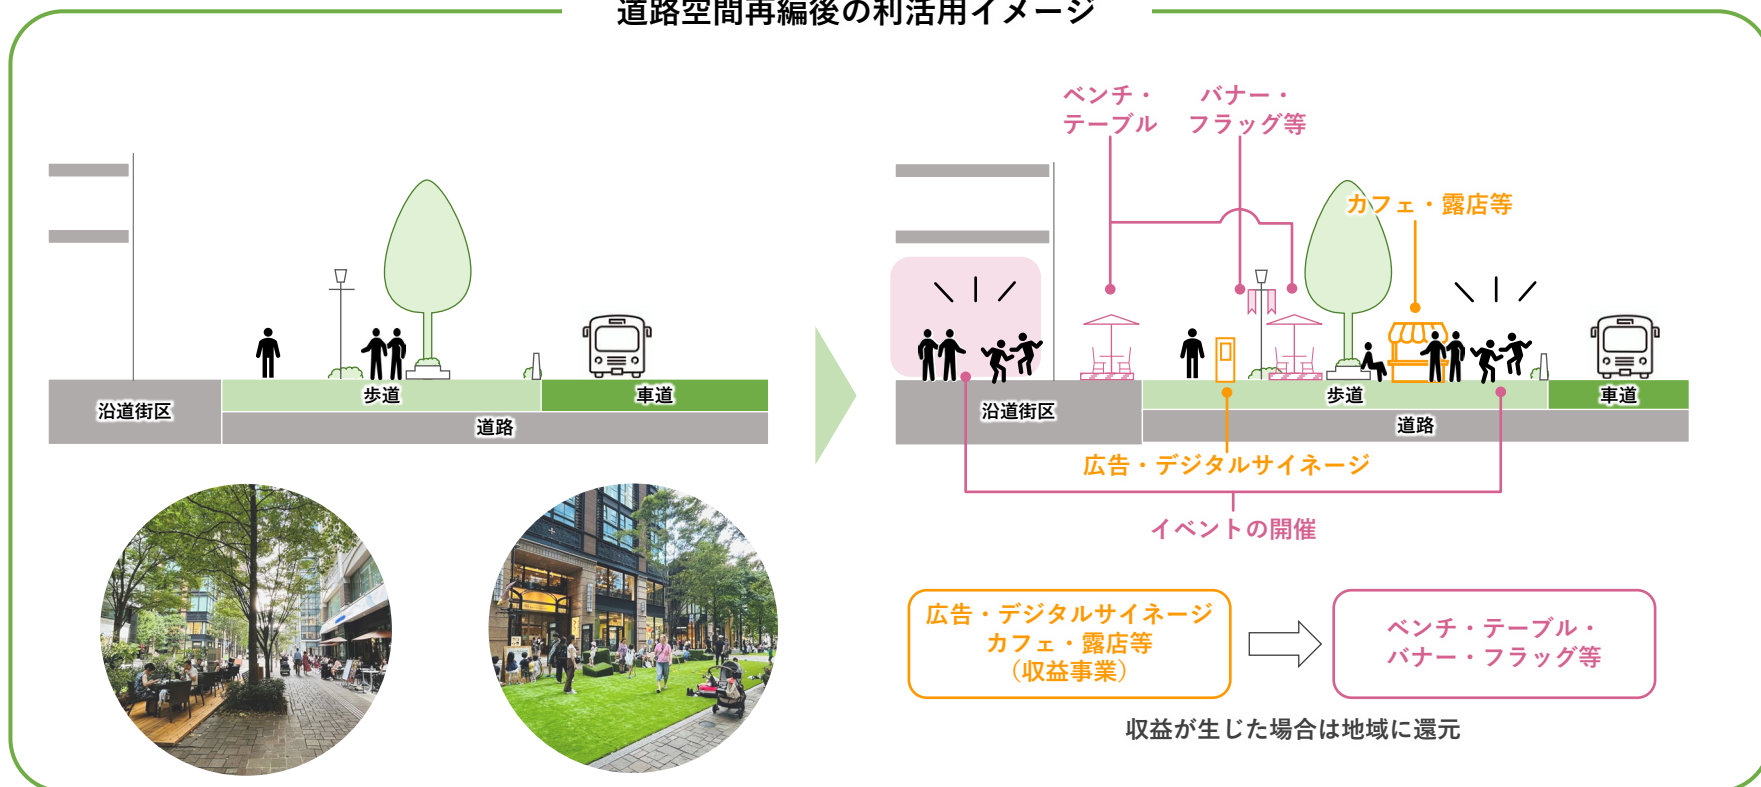 道路空間再編後の利活用イメージ
沿道街区
歩道
車道
道路
ベンチ・
テーブル
バナー・
フラッグ等
カフェ・露店等
沿道街区
歩道
車道
道路
広告・デジタルサイネージ
イベントの開催
広告・デジタルサイネージ
カフェ・露店等
（収益事業）
ベンチ・テーブル・
バナー・フラッグ等
収益が生じた場合は地域に還元